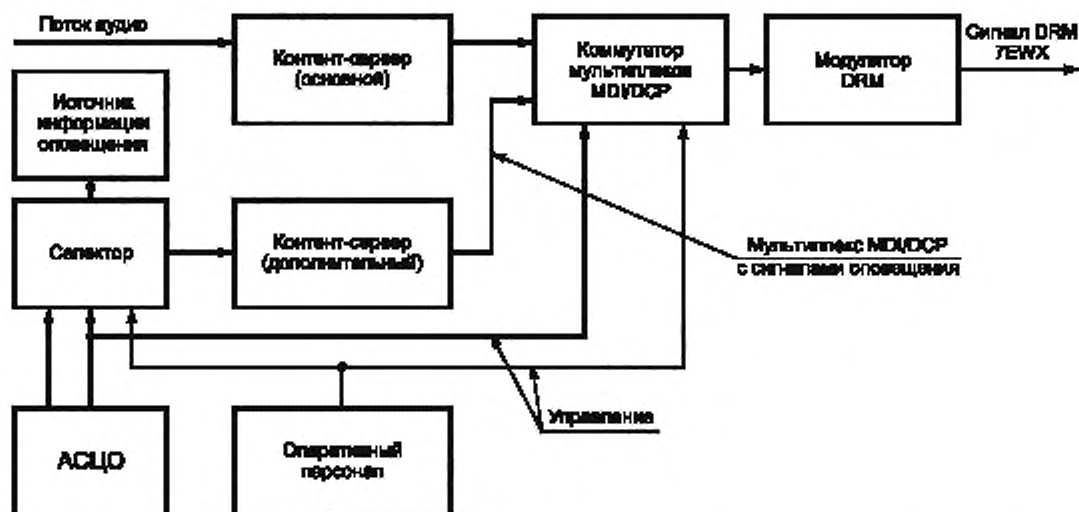 Поток аудио
Контент-сервер
(основной)
Коммутатор
мультиплексов
MDI/DCP
Модулятор
DRM
Сигнал DRM
7EWX
Источник
информации
оповещения
Селектор
Контент-сервер
(дополнительный)
Мультиплекс MDI/DCP
с сигналами оповещения
Управление
АСЦО
Оперативный
персонал